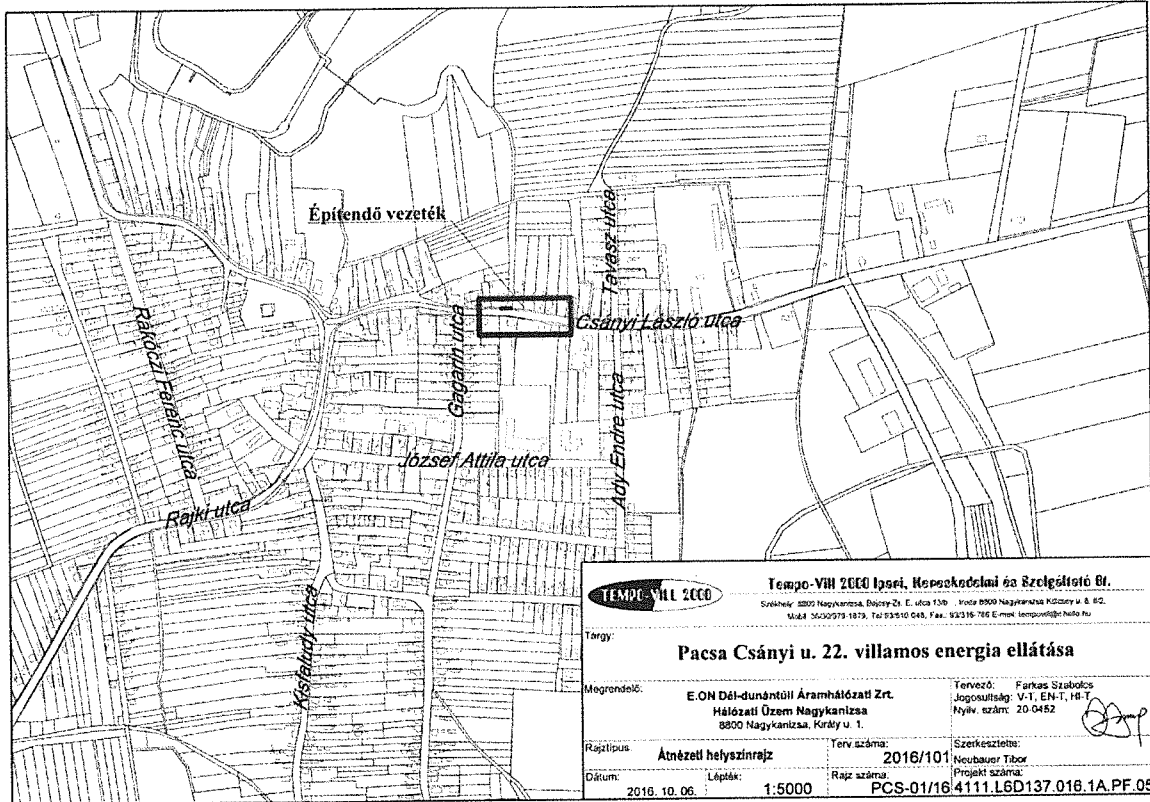 Építendő vezeték
Tavasz utca
Csányi László utca
Gagarin utca
Rákóczi Ferenc utca
Ady Endre utca
József Attila utca
Rajki utca
Kisfaludy utca
TEMPO-VILL 2000
Tempo-Vill 2000 Ipari, Kereskedelmi és Szolgáltató Bt.
Székhely: 8800 Nagykanizsa,
Tárgy:
Pacsa Csányi u. 22. villamos energia ellátása
Megrendelő:
E.ON Dél-dunántúli Áramhálózati Zrt.
Hálózati Üzem Nagykanizsa
8800 Nagykanizsa, Király u. 1.
Tervező: Farkas Szabolcs
Jogosultság: V-T, EN-T, HI-T
Nyilv. szám: 20-0452
Rajztípus
Átnézeti helyszínrajz
Terv száma:
2016/101
Szerkesztette:
Neubauer Tibor
Dátum:
2016. 10. 06.
Lépték:
1:5000
Rajz száma:
PCS-01/16
Projekt száma:
4111.L6D137.016.1A.PF.05